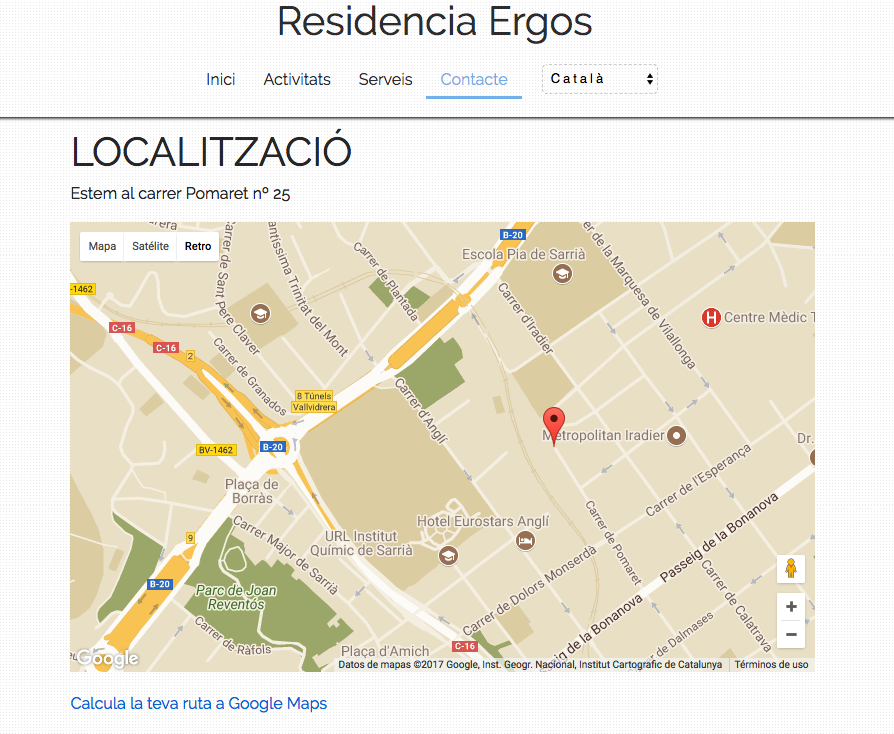 Residencia Ergos
Inici Activitats Serveis Contacte Català
LOCALITZACIÓ
Estem al carrer Pomaret nº 25
Mapa Satélite Retro
B-20
Escola Pia de Sarrià
Carrer de Sant Pere Claver
Santíssima Trinitat del Mont
Carrer de Plantada
Carrer d'Iradier
Carrer de la Marquesa de Vilallonga
-1462
C-16
C-16
2
Centre Mèdic T
Carrer de Granados
8 Túnels
Vallvidrera
Carrer d'Anglí
Metropolitan Iradier
Dr.
B-20
BV-1462
Plaça de
Borràs
Carrer de l'Esperança
Passeig de la Bonanova
Carrer de Pomaret
Hotel Eurostars Anglí
URL Institut
Químic de Sarrià
9
Carrer Major de Sarrià
Carrer de Dolors Monserdà
Carrer de Calatrava
B-20
Parc de Joan
Reventós
Carrer de Ràfols
Plaça d'Amich
C-16
Passeig de la Bonanova
de Dalmases
+
−
Google
Datos de mapas ©2017 Google, Inst. Geogr. Nacional, Institut Cartografic de Catalunya Términos de uso
Calcula la teva ruta a Google Maps